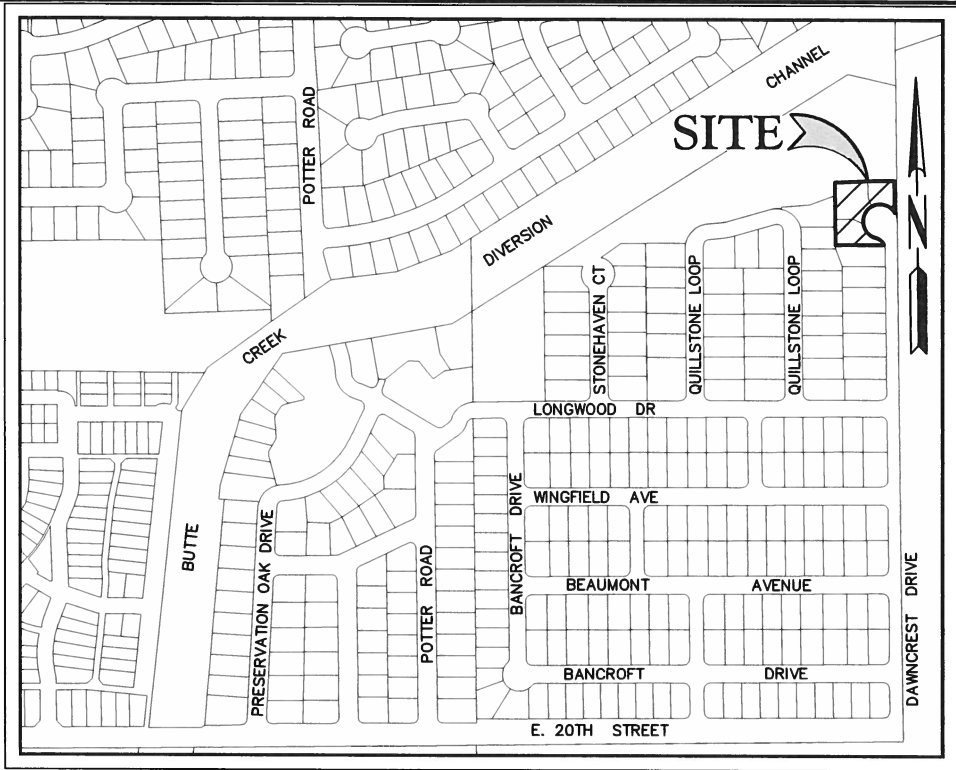 CHANNEL
SITE
POTTER ROAD
N
DIVERSION
STONEHAVEN CT
QUILLSTONE LOOP
QUILLSTONE LOOP
CREEK
LONGWOOD DR
WINGFIELD AVE
BUTTE
PRESERVATION OAK DRIVE
POTTER ROAD
BANCROFT DRIVE
BEAUMONT AVENUE
DAWNCREST DRIVE
BANCROFT DRIVE
E. 20TH STREET